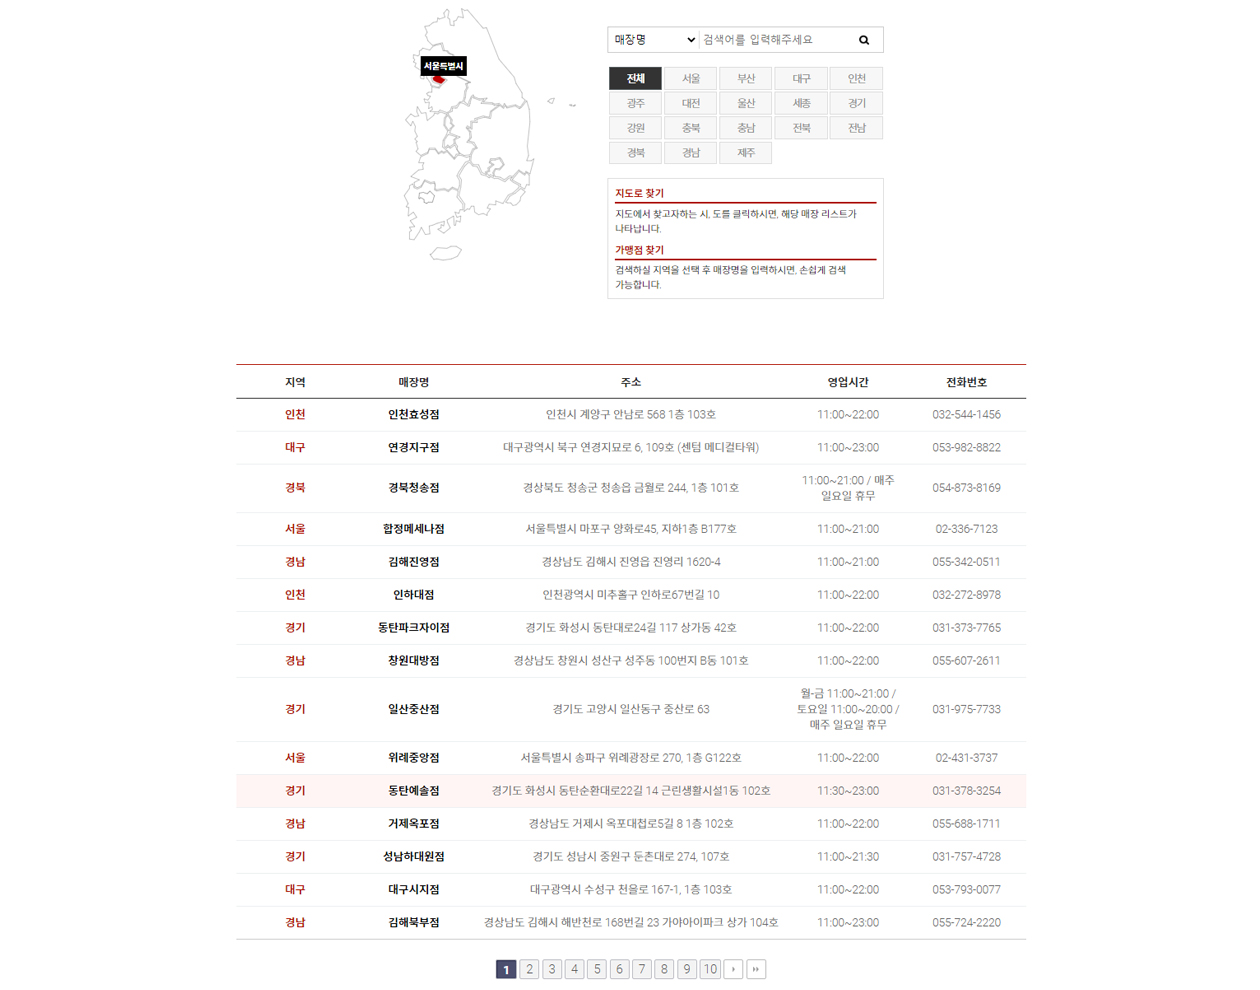 서울특별시
매장명 검색어를 입력해주세요
전체 서울 부산 대구 인천
광주 대전 울산 세종 경기
강원 충북 충남 전북 전남
경북 경남 제주
지도로 찾기
지도에서 찾고자하는 시, 도를 클릭하시면, 해당 매장 리스트가
나타납니다.
가맹점 찾기
검색하실 지역을 선택 후 매장명을 입력하시면, 손쉽게 검색
가능합니다.
지역 매장명 주소 영업시간 전화번호
인천 인천효성점 인천시 계양구 안남로 568 1층 103호 11:00~22:00 032-544-1456
대구 연경지구점 대구광역시 북구 연경지묘로 6, 109호 (센텀 메디컬타워) 11:00~23:00 053-982-8822
경북 경북청송점 경상북도 청송군 청송읍 금월로 244, 1층 101호 11:00~21:00 / 매주
일요일 휴무 054-873-8169
서울 합정메세나점 서울특별시 마포구 양화로45, 지하1층 B177호 11:00~21:00 02-336-7123
경남 김해진영점 경상남도 김해시 진영읍 진영리 1620-4 11:00~21:00 055-342-0511
인천 인하대점 인천광역시 미추홀구 인하로67번길 10 11:00~22:00 032-272-8978
경기 동탄파크자이점 경기도 화성시 동탄대로24길 117 상가동 42호 11:00~22:00 031-373-7765
경남 창원대방점 경상남도 창원시 성산구 성주동 100번지 B동 101호 11:00~22:00 055-607-2611
경기 일산중산점 경기도 고양시 일산동구 중산로 63 월-금 11:00~21:00 /
토요일 11:00~20:00 /
매주 일요일 휴무 031-975-7733
서울 위례중앙점 서울특별시 송파구 위례광장로 270, 1층 G122호 11:00~22:00 02-431-3737
경기 동탄예솔점 경기도 화성시 동탄순환대로22길 14 근린생활시설1동 102호 11:30~23:00 031-378-3254
경남 거제옥포점 경상남도 거제시 옥포대첩로5길 8 1층 102호 11:00~22:00 055-688-1711
경기 성남하대원점 경기도 성남시 중원구 둔촌대로 274, 107호 11:00~21:30 031-757-4728
대구 대구시지점 대구광역시 수성구 천을로 167-1, 1층 103호 11:00~22:00 053-793-0077
경남 김해북부점 경상남도 김해시 해반천로 168번길 23 가야아이파크 상가 104호 11:00~23:00 055-724-2220
1 2 3 4 5 6 7 8 9 10